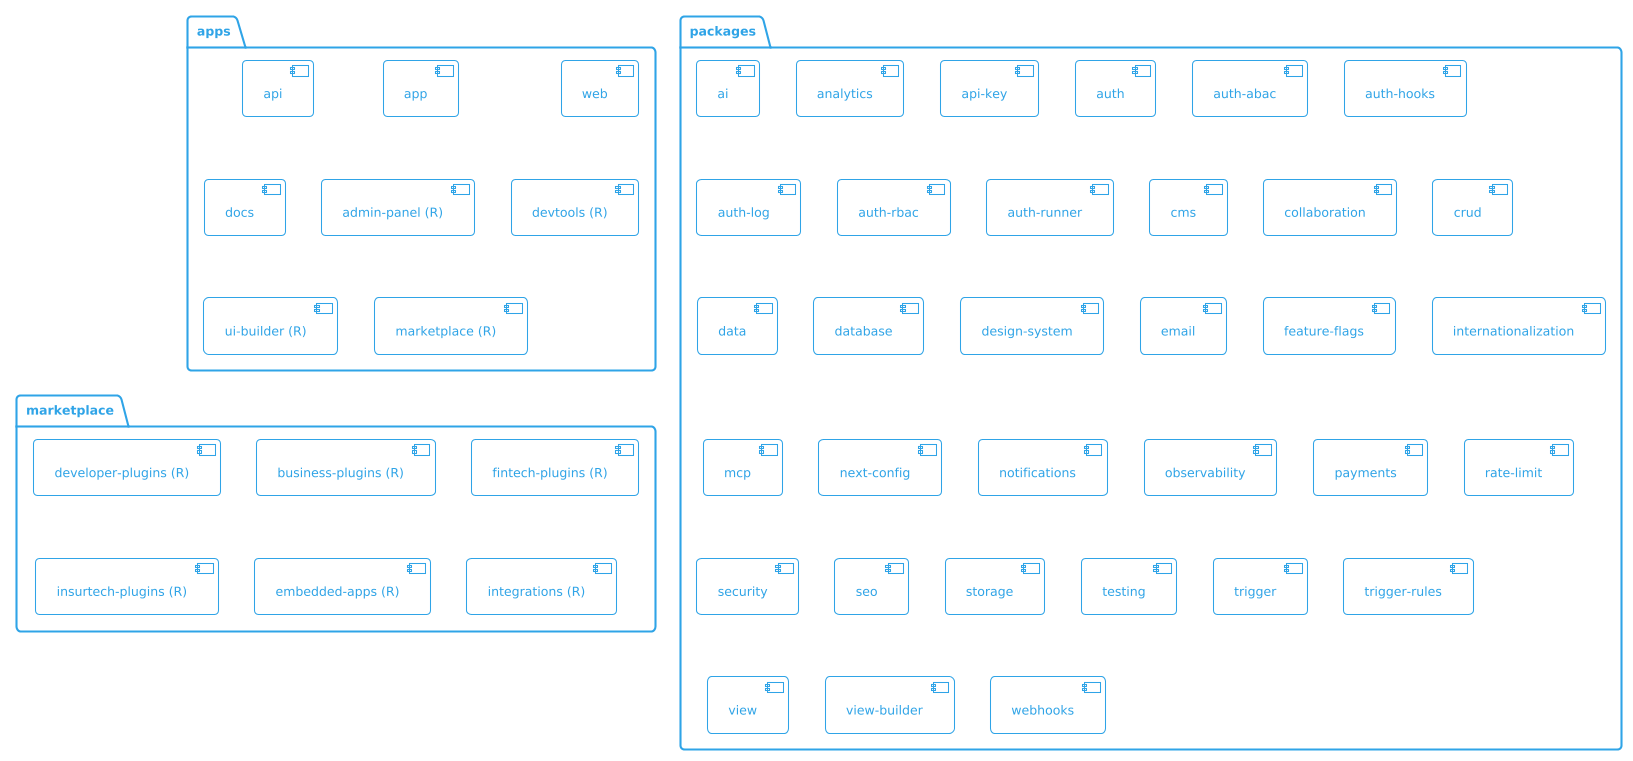 apps
api
app
web
docs
admin-panel (R)
devtools (R)
ui-builder (R)
marketplace (R)
marketplace
developer-plugins (R)
business-plugins (R)
fintech-plugins (R)
insurtech-plugins (R)
embedded-apps (R)
integrations (R)
packages
ai
analytics
api-key
auth
auth-abac
auth-hooks
auth-log
auth-rbac
auth-runner
cms
collaboration
crud
data
database
design-system
email
feature-flags
internationalization
mcp
next-config
notifications
observability
payments
rate-limit
security
seo
storage
testing
trigger
trigger-rules
view
view-builder
webhooks